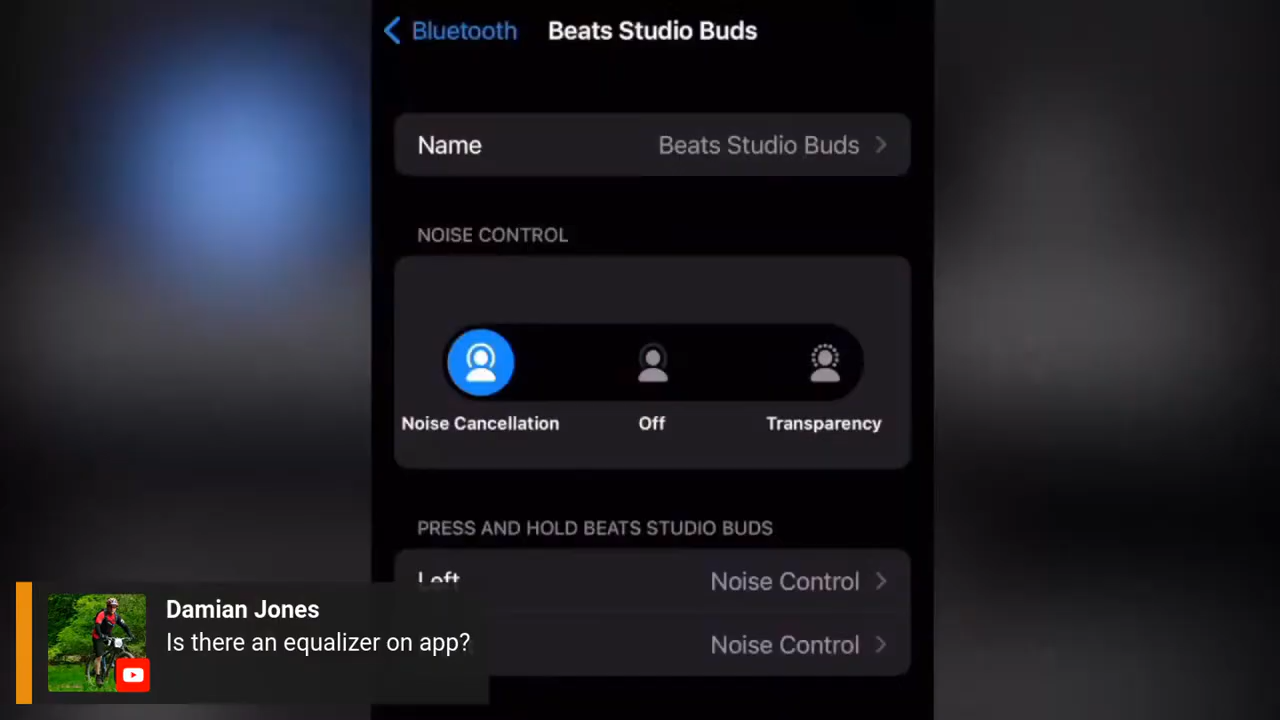 Bluetooth Beats Studio Buds
Name Beats Studio Buds
NOISE CONTROL
Noise Cancellation Off Transparency
PRESS AND HOLD BEATS STUDIO BUDS
Left Noise Control
Noise Control
Damian Jones
Is there an equalizer on app?